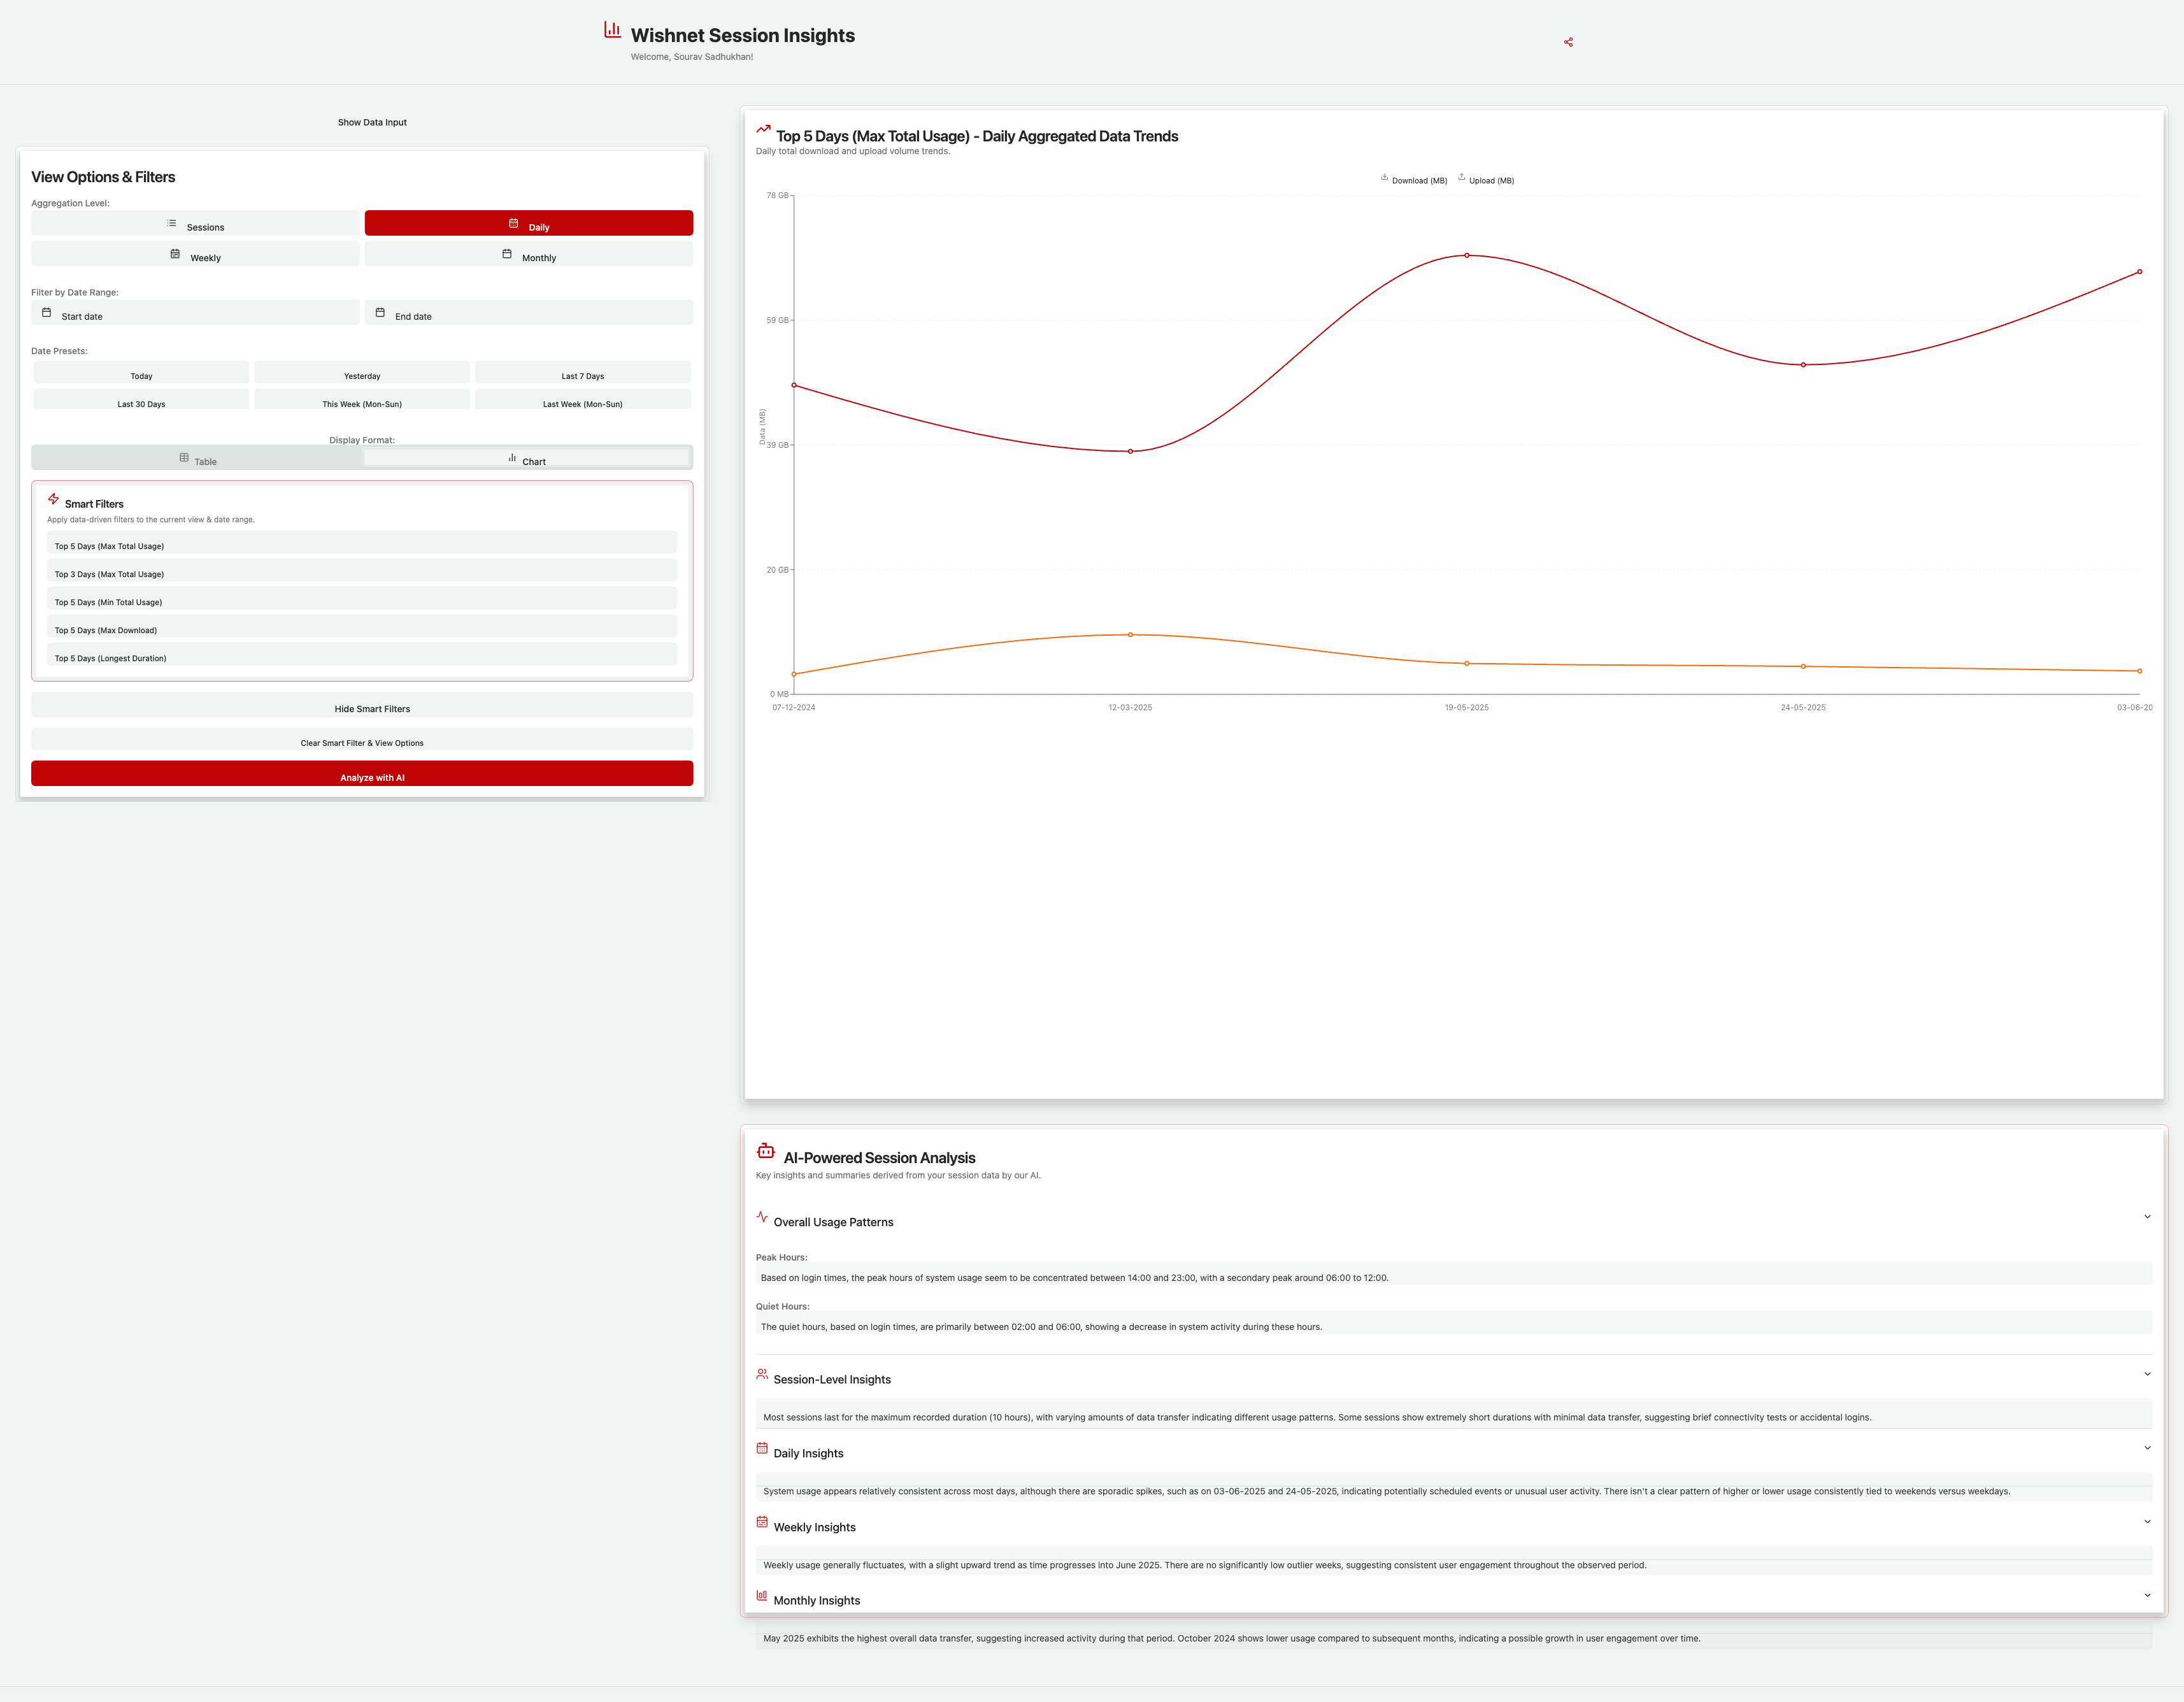 Wishnet Session Insights
Welcome, Sourav Sadhukhan!
Show Data Input
View Options & Filters
Aggregation Level:
Sessions
Daily
Weekly
Monthly
Filter by Date Range:
Start date
End date
Date Presets:
Today
Yesterday
Last 7 Days
Last 30 Days
This Week (Mon-Sun)
Last Week (Mon-Sun)
Display Format:
Table
Chart
Smart Filters
Apply data-driven filters to the current view & date range.
Top 5 Days (Max Total Usage)
Top 3 Days (Max Total Usage)
Top 5 Days (Min Total Usage)
Top 5 Days (Max Download)
Top 5 Days (Longest Duration)
Hide Smart Filters
Clear Smart Filter & View Options
Analyze with AI
Top 5 Days (Max Total Usage) - Daily Aggregated Data Trends
Daily total download and upload volume trends.
Download (MB)
Upload (MB)
78 GB
59 GB
39 GB
20 GB
0 MB
Data (MB)
07-12-2024
12-03-2025
19-05-2025
24-05-2025
03-06-20
AI-Powered Session Analysis
Key insights and summaries derived from your session data by our AI.
Overall Usage Patterns
Peak Hours:
Based on login times, the peak hours of system usage seem to be concentrated between 14:00 and 23:00, with a secondary peak around 06:00 to 12:00.
Quiet Hours:
The quiet hours, based on login times, are primarily between 02:00 and 06:00, showing a decrease in system activity during these hours.
Session-Level Insights
Most sessions last for the maximum recorded duration (10 hours), with varying amounts of data transfer indicating different usage patterns. Some sessions show extremely short durations with minimal data transfer, suggesting brief connectivity tests or accidental logins.
Daily Insights
System usage appears relatively consistent across most days, although there are sporadic spikes, such as on 03-06-2025 and 24-05-2025, indicating potentially scheduled events or unusual user activity. There isn't a clear pattern of higher or lower usage consistently tied to weekends versus weekdays.
Weekly Insights
Weekly usage generally fluctuates, with a slight upward trend as time progresses into June 2025. There are no significantly low outlier weeks, suggesting consistent user engagement throughout the observed period.
Monthly Insights
May 2025 exhibits the highest overall data transfer, suggesting increased activity during that period. October 2024 shows lower usage compared to subsequent months, indicating a possible growth in user engagement over time.